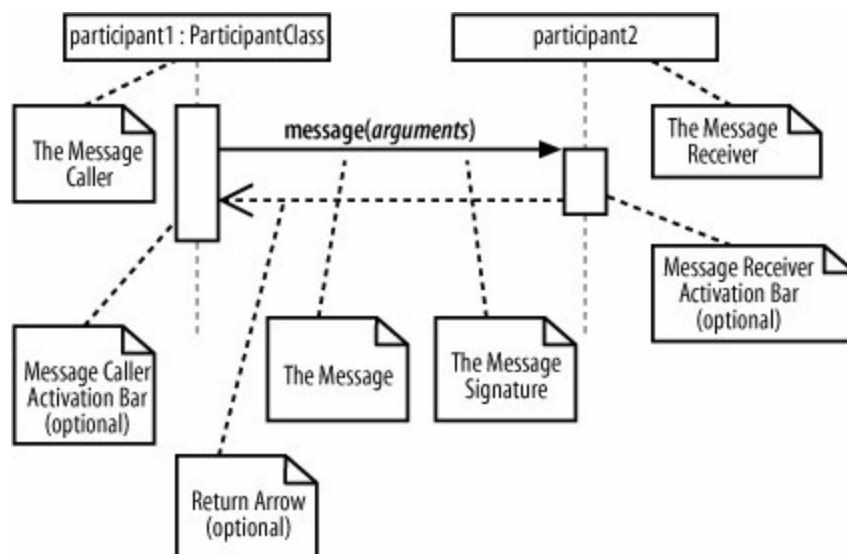 participant1 : ParticipantClass
participant2
The Message
Caller
message(arguments)
The Message
Receiver
Message Receiver
Activation Bar
(optional)
Message Caller
Activation Bar
(optional)
The Message
The Message
Signature
Return Arrow
(optional)